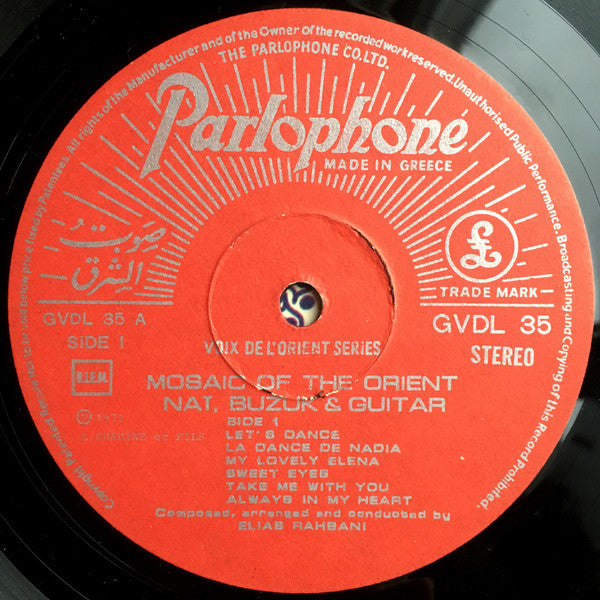 All rights of the Manufacturer and of the Owner of the recorded work reserved. Unauthorised Public Performance, Broadcasting and Copying of this Record Prohibited.
THE PARLOPHONE CO. LTD.
Parlophone
MADE IN GREECE
صوت
الشرق
£
TRADE MARK
GVDL 35 A
SIDE 1
GVDL 35
STEREO
VOIX DE L'ORIENT SERIES
B.I.E.M.
MOSAIC OF THE ORIENT
NAT, BUZUK & GUITAR
SIDE 1
LET'S DANCE
LA DANCE DE NADIA
MY LOVELY ELENA
SWEET EYES
TAKE ME WITH YOU
ALWAYS IN MY HEART
Composed, arranged and conducted by
ELIAS RAHBANI